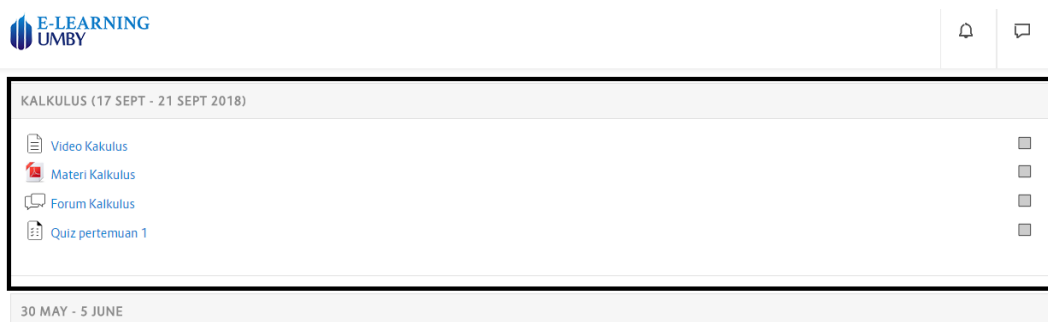 E-LEARNING
UMBY
KALKULUS (17 SEPT - 21 SEPT 2018)
Video Kakulus
Materi Kalkulus
Forum Kalkulus
Quiz pertemuan 1
30 MAY - 5 JUNE